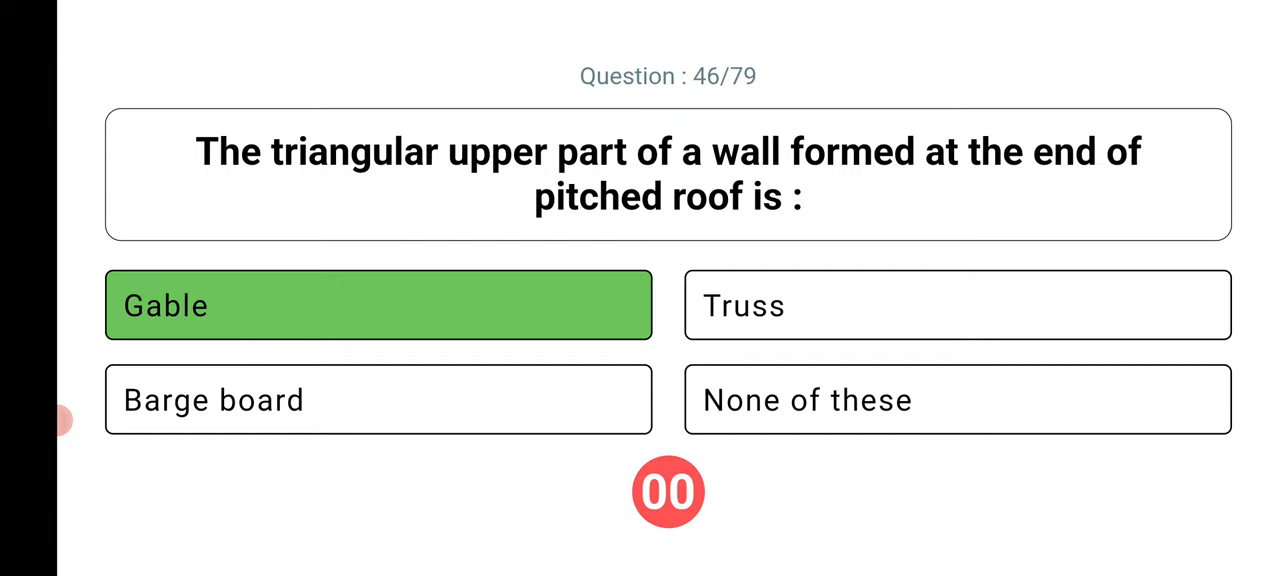 Question : 46/79
The triangular upper part of a wall formed at the end of
pitched roof is :
Gable
Truss
Barge board
None of these
00